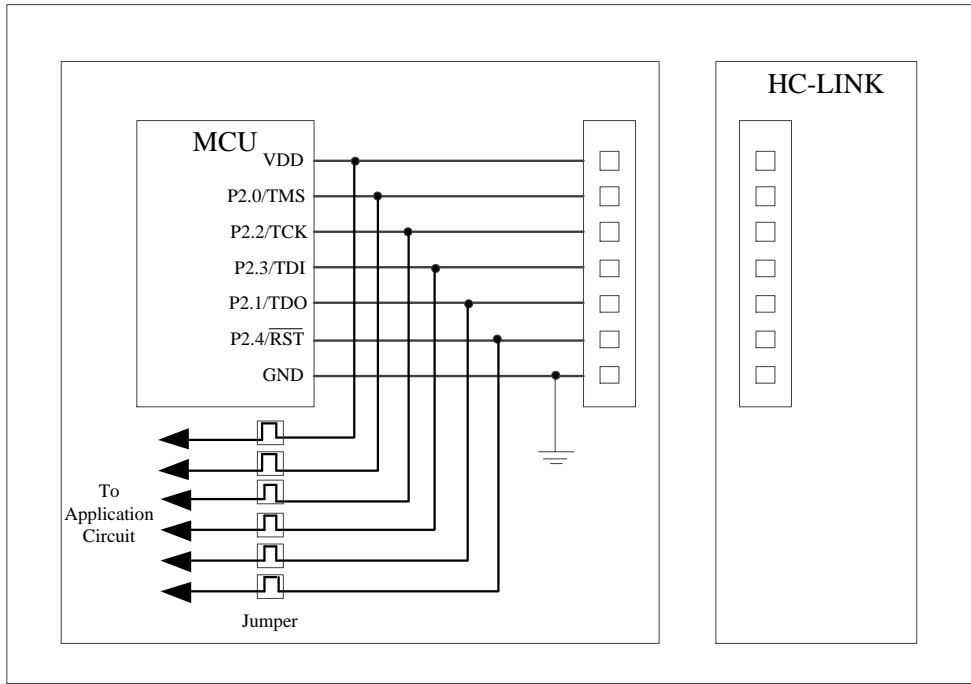 HC-LINK
MCU
VDD
P2.0/TMS
P2.2/TCK
P2.3/TDI
P2.1/TDO
P2.4/R̅S̅T̅
GND
To
Application
Circuit
Jumper